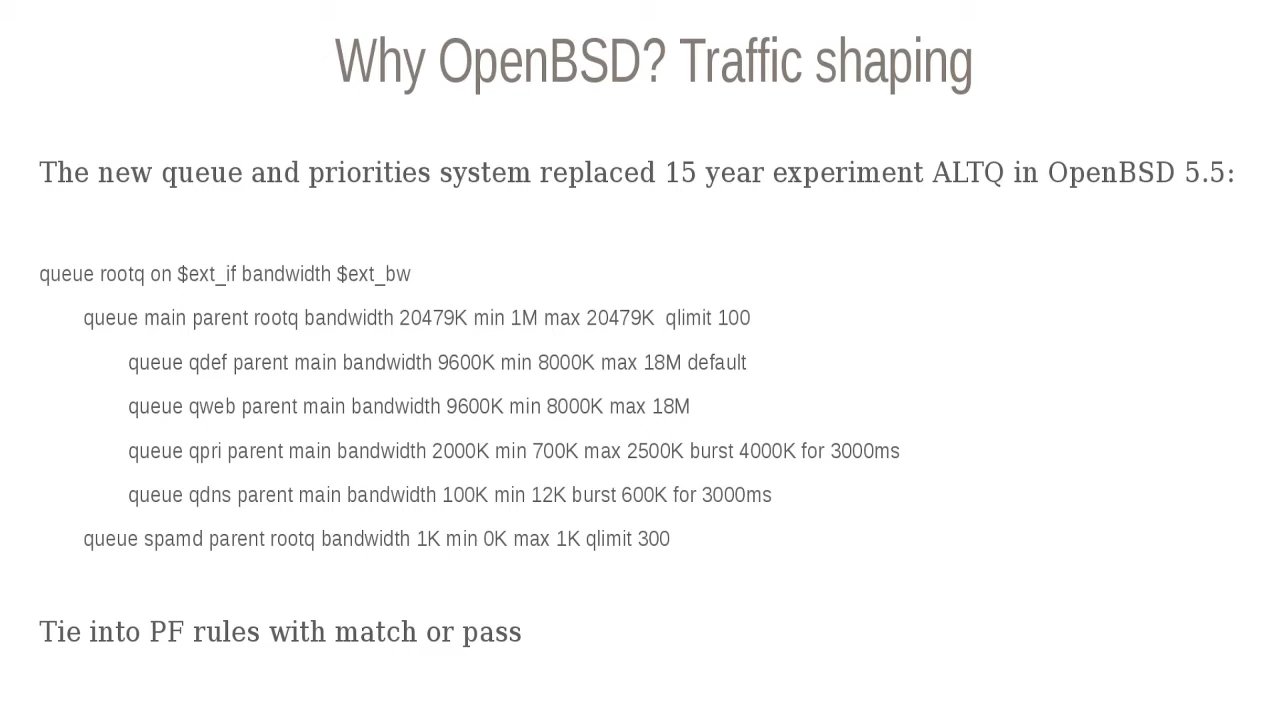 Why OpenBSD? Traffic shaping
The new queue and priorities system replaced 15 year experiment ALTQ in OpenBSD 5.5:
queue rootq on $ext_if bandwidth $ext_bw
queue main parent rootq bandwidth 20479K min 1M max 20479K  qlimit 100
queue qdef parent main bandwidth 9600K min 8000K max 18M default
queue qweb parent main bandwidth 9600K min 8000K max 18M
queue qpri parent main bandwidth 2000K min 700K max 2500K burst 4000K for 3000ms
queue qdns parent main bandwidth 100K min 12K burst 600K for 3000ms
queue spamd parent rootq bandwidth 1K min 0K max 1K qlimit 300
Tie into PF rules with match or pass